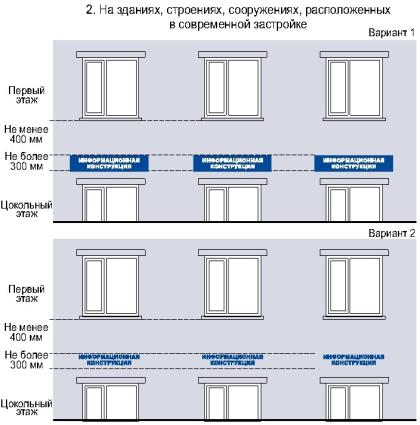 2. На зданиях, строениях, сооружениях, расположенных
в современной застройке
Вариант 1
Первый
этаж
Не менее
400 мм
Не более
300 мм
ИНФОРМАЦИОННАЯ
КОНСТРУКЦИЯ
ИНФОРМАЦИОННАЯ
КОНСТРУКЦИЯ
ИНФОРМАЦИОННАЯ
КОНСТРУКЦИЯ
Цокольный
этаж
Вариант 2
Первый
этаж
Не менее
400 мм
Не более
300 мм
ИНФОРМАЦИОННАЯ
КОНСТРУКЦИЯ
ИНФОРМАЦИОННАЯ
КОНСТРУКЦИЯ
ИНФОРМАЦИОННАЯ
КОНСТРУКЦИЯ
Цокольный
этаж